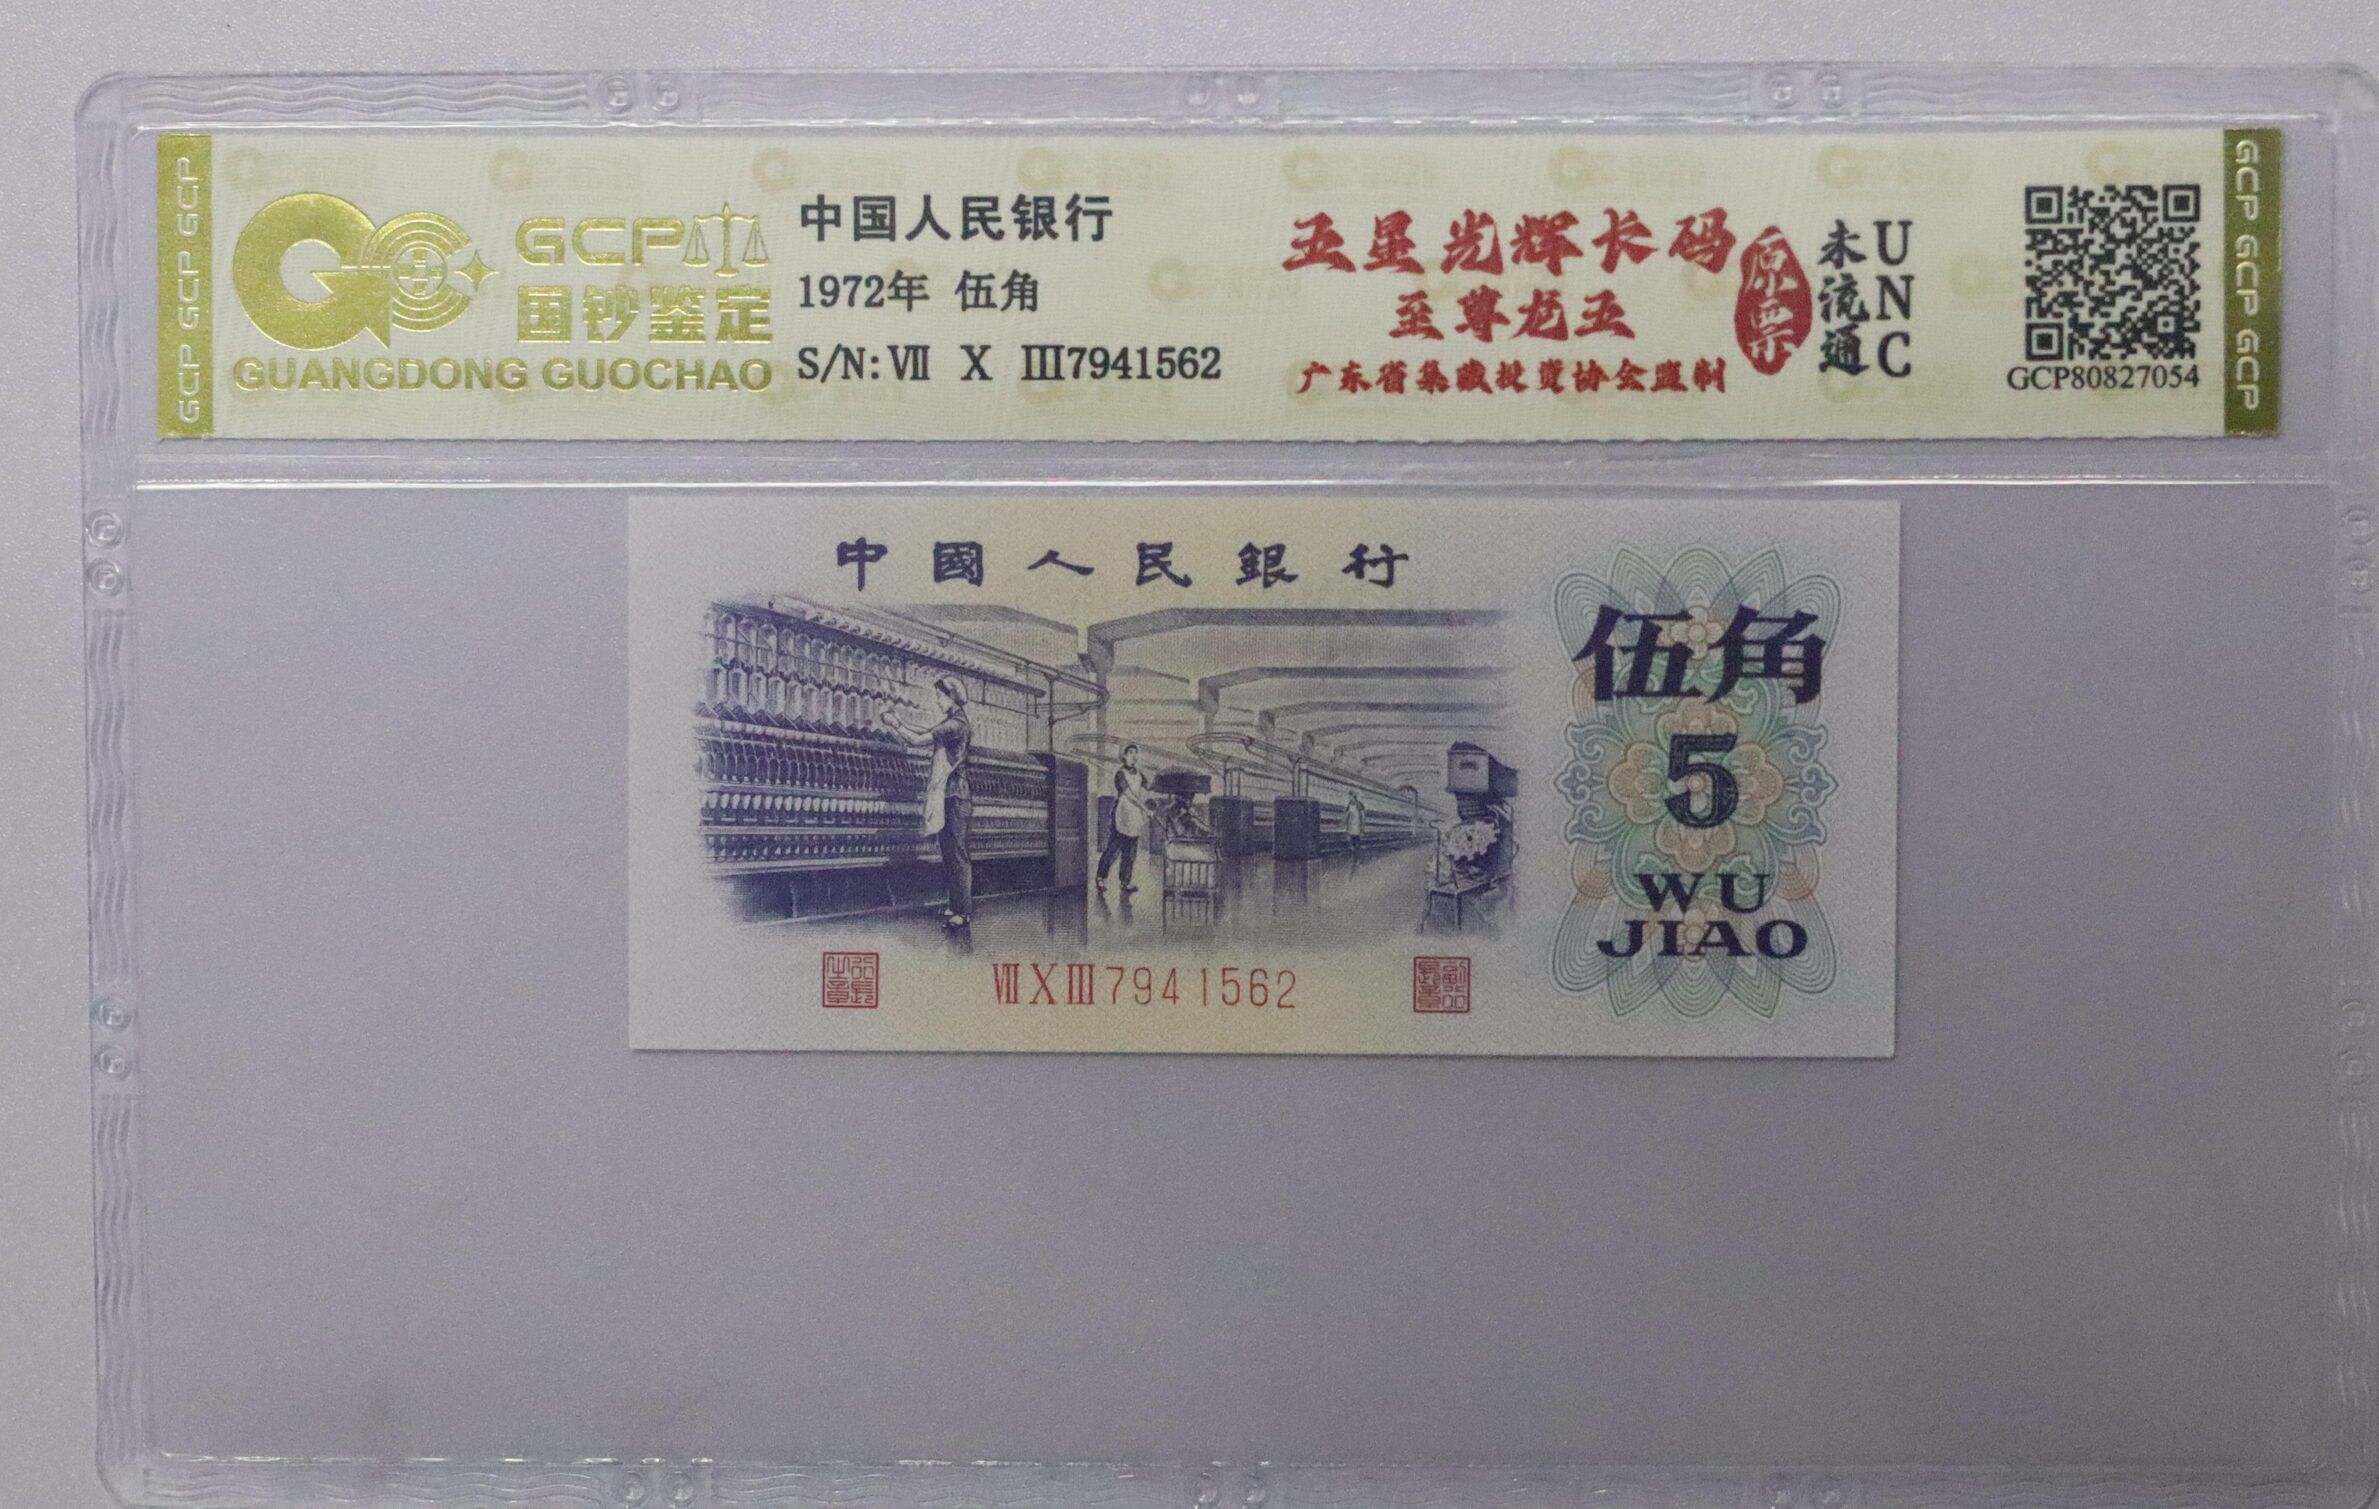 GCP GCP GCP
GCP
国钞鉴定
GUANGDONG GUOCHAO
中国人民银行
1972年 伍角
S/N: Ⅶ Ⅹ Ⅲ7941562
五星光辉长码
至尊龙五
广东省集藏投资协会监制
原票
未流通
UNC
GCP80827054
GCP GCP GCP
中國人民銀行
伍角
5
WU
JIAO
ⅦⅩⅢ7941562